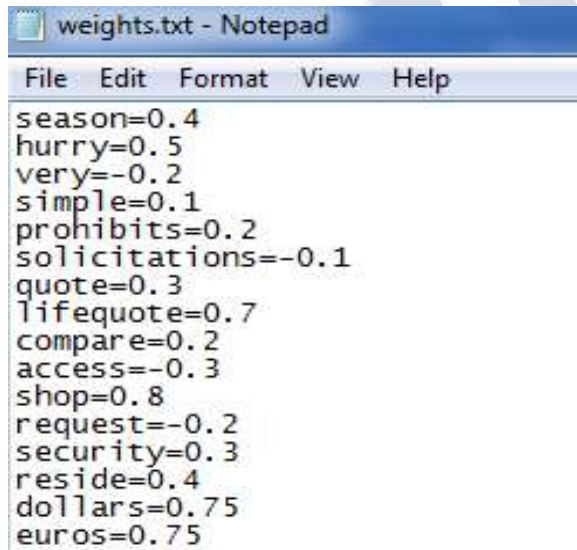 weights.txt - Notepad
File Edit Format View Help
season=0.4
hurry=0.5
very=-0.2
simple=0.1
prohibits=0.2
solicitations=-0.1
quote=0.3
lifequote=0.7
compare=0.2
access=-0.3
shop=0.8
request=-0.2
security=0.3
reside=0.4
dollars=0.75
euros=0.75